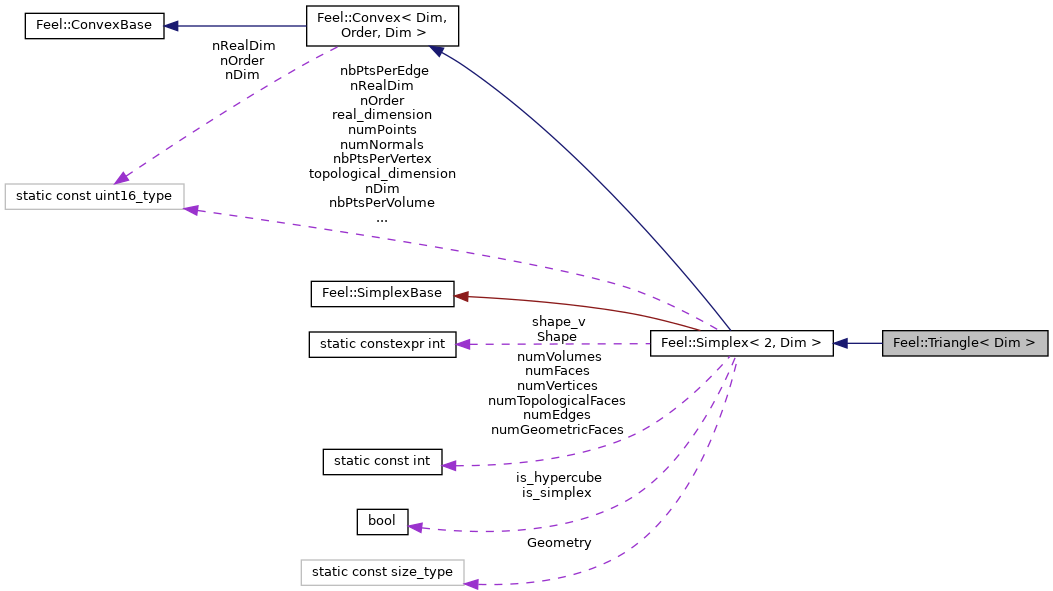 Feel::ConvexBase
Feel::Convex< Dim,
Order, Dim >
nRealDim
nOrder
nDim
nbPtsPerEdge
nRealDim
nOrder
real_dimension
numPoints
numNormals
nbPtsPerVertex
topological_dimension
nDim
nbPtsPerVolume
...
static const uint16_type
Feel::SimplexBase
shape_v
Shape
static constexpr int
Feel::Simplex< 2, Dim >
Feel::Triangle< Dim >
numVolumes
numFaces
numVertices
numTopologicalFaces
numEdges
numGeometricFaces
static const int
is_hypercube
is_simplex
bool
Geometry
static const size_type